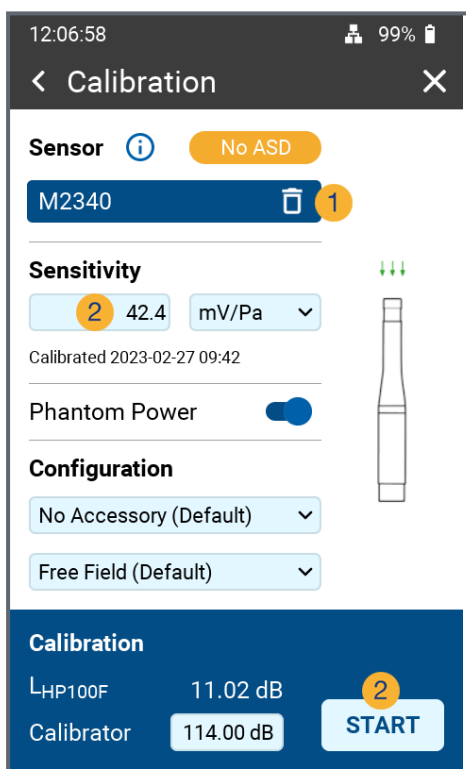 12:06:58 99%
Calibration
Sensor i No ASD
M2340 1
Sensitivity
2 42.4 mV/Pa
Calibrated 2023-02-27 09:42
Phantom Power
Configuration
No Accessory (Default)
Free Field (Default)
Calibration
LHP100F 11.02 dB 2
Calibrator 114.00 dB START